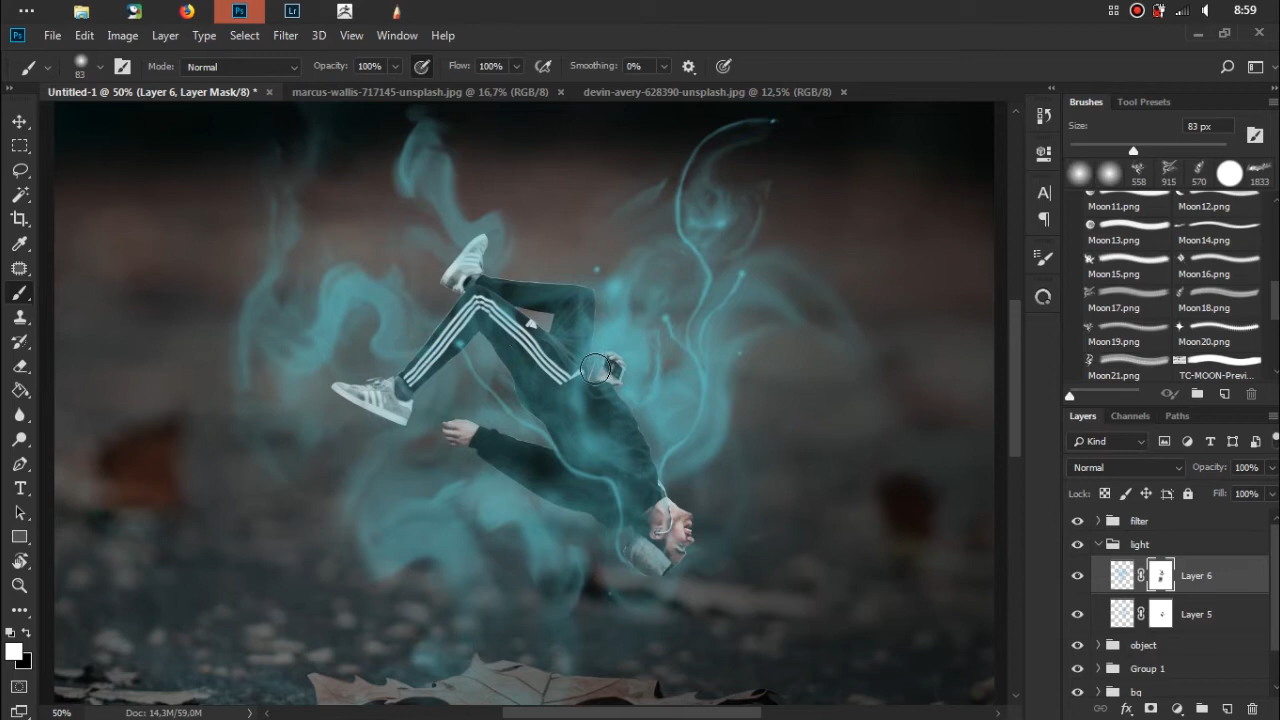 Ps
Lr
8:59
Ps File Edit Image Layer Type Select Filter 3D View Window Help
83 Mode: Normal Opacity: 100% Flow: 100% Smoothing: 0%
Untitled-1 @ 50% (Layer 6, Layer Mask/8) * × marcus-wallis-717145-unsplash.jpg @ 16,7% (RGB/8) × devin-avery-628390-unsplash.jpg @ 12,5% (RGB/8) ×
Brushes Tool Presets
Size: 83 px
558 915 570 1833
Moon11.png Moon12.png
Moon13.png Moon14.png
Moon15.png Moon16.png
Moon17.png Moon18.png
Moon19.png Moon20.png
Moon21.png TC-MOON-Previ...
Layers Channels Paths
Kind
Normal Opacity: 100%
Lock: Fill: 100%
filter
light
Layer 6
Layer 5
object
Group 1
bg
fx
50% Doc: 14,3M/59,0M